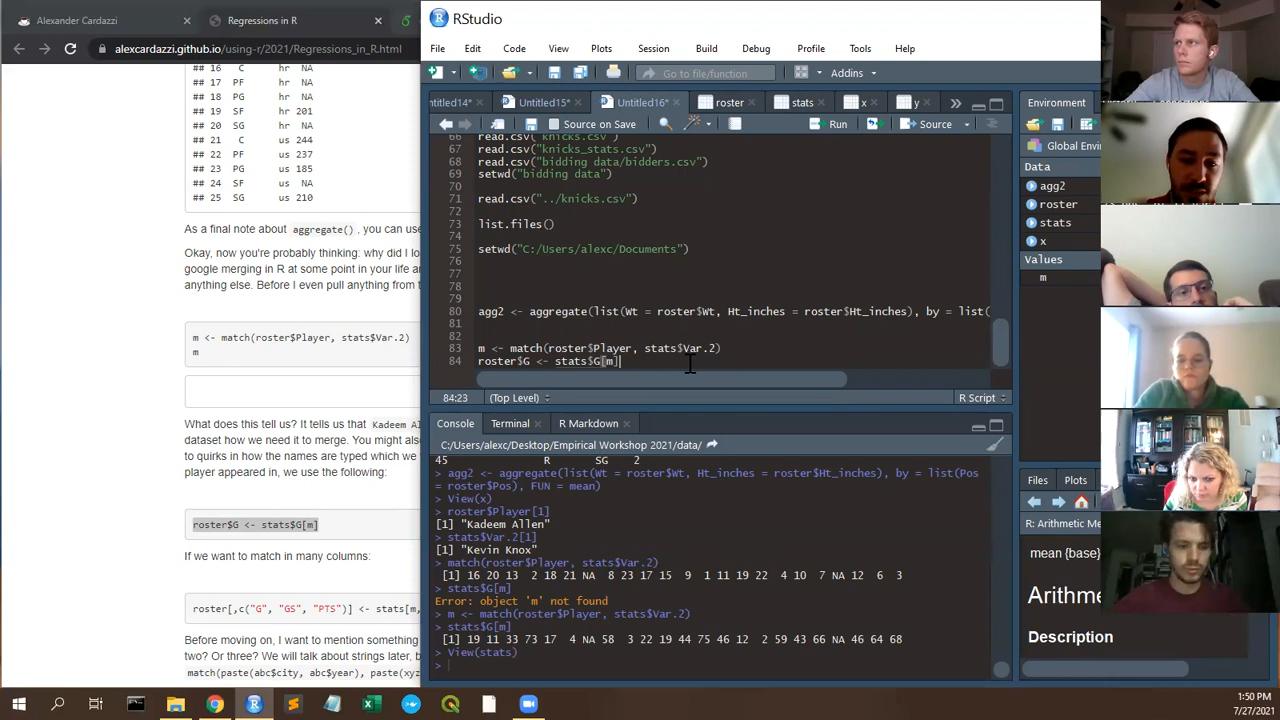 Alexander Cardazzi
Regressions in R
alexcardazzi.github.io/using-r/2021/Regressions_in_R.html
## 16 C hr NA
## 17 PF hr NA
## 18 PG hr NA
## 19 SF hr 201
## 20 SG hr NA
## 21 C us 244
## 22 PF us 237
## 23 PG us 185
## 24 SF us NA
## 25 SG us 210
As a final note about aggregate() , you can use
Okay, now you're probably thinking: why did I lo
google merging in R at some point in your life a
anything else. Before I even pull anything from t
m <- match(roster$Player, stats$Var.2)
m
What does this tell us? It tells us that Kadeem All
dataset how we need it to merge. You might als
to quirks in how the names are typed which we
player appeared in, we use the following:
roster$G <- stats$G[m]
If we want to match in many columns:
roster[,c("G", "GS", "PTS")] <- stats[m,
Before moving on, I want to mention something
two? Or three? We will talk about strings later, b
match(paste(abc$city, abc$year), paste(xyz
R RStudio
File Edit Code View Plots Session Build Debug Profile Tools Help
Go to file/function
Addins
ntitled14* Untitled15* Untitled16* roster stats x y
Source on Save
Run
Source
66 read.csv("knicks.csv")
67 read.csv("knicks_stats.csv")
68 read.csv("bidding data/bidders.csv")
69 setwd("bidding data")
70
71 read.csv("../knicks.csv")
72
73 list.files()
74
75 setwd("C:/Users/alexc/Documents")
76
77
78
79
80 agg2 <- aggregate(list(Wt = roster$Wt, Ht_inches = roster$Ht_inches), by = list(
81
82
83 m <- match(roster$Player, stats$Var.2)
84 roster$G <- stats$G[m]
84:23 (Top Level) R Script
Console Terminal R Markdown
C:/Users/alexc/Desktop/Empirical Workshop 2021/data/
45 R SG 2
> agg2 <- aggregate(list(Wt = roster$Wt, Ht_inches = roster$Ht_inches), by = list(Pos
= roster$Pos), FUN = mean)
> View(x)
> roster$Player[1]
[1] "Kadeem Allen"
> stats$Var.2[1]
[1] "Kevin Knox"
> match(roster$Player, stats$Var.2)
[1] 16 20 13 2 18 21 NA 8 23 17 15 9 1 11 19 22 4 10 7 NA 12 6 3
> stats$G[m]
Error: object 'm' not found
> m <- match(roster$Player, stats$Var.2)
> stats$G[m]
[1] 19 11 33 73 17 4 NA 58 3 22 19 44 75 46 12 2 59 43 66 NA 46 64 68
> View(stats)
>
Environment
Global Envir
Data
agg2
roster
stats
x
Values
m
Files Plots
R: Arithmetic Me
mean {base}
Arithme
Description
1:50 PM
7/27/2021